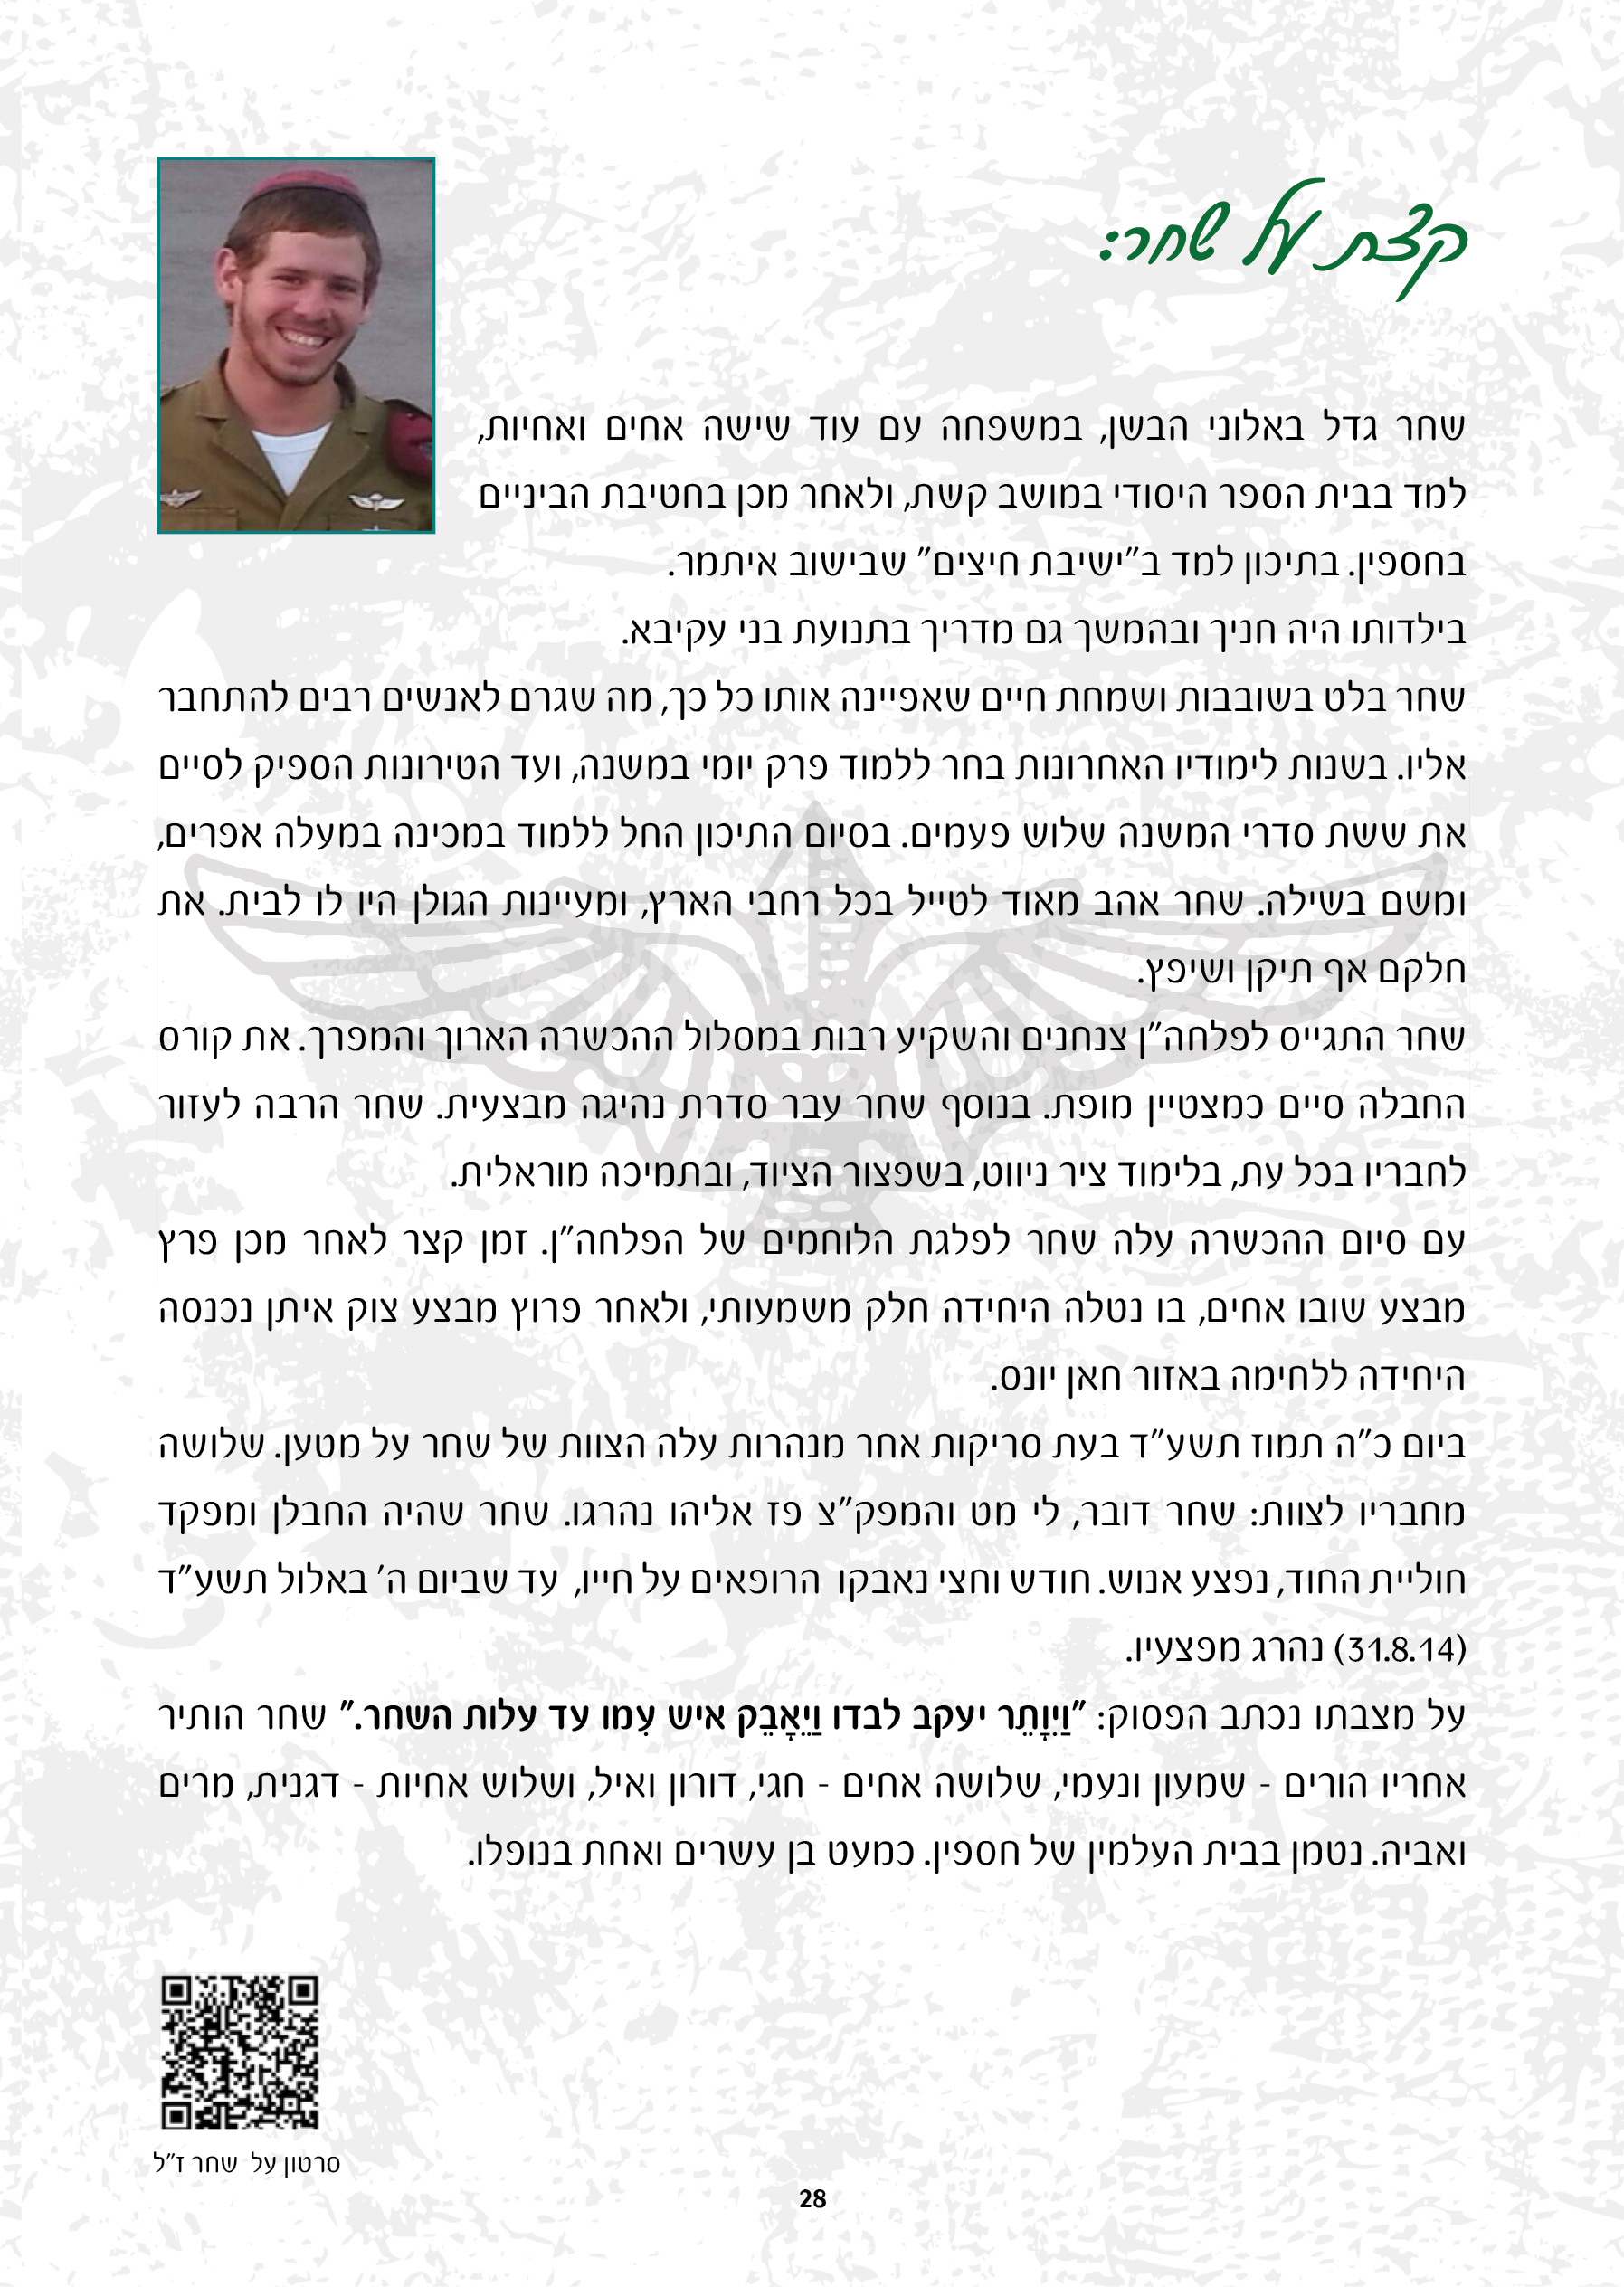 קצת על שחר:
שחר גדל באלוני הבשן, במשפחה עם עוד שישה אחים ואחיות,
למד בבית הספר היסודי במושב קשת, ולאחר מכן בחטיבת הביניים
בחספין. בתיכון למד ב"ישיבת חיצים" שבישוב איתמר.
בילדותו היה חניך ובהמשך גם מדריך בתנועת בני עקיבא.
שחר בלט בשובבות ושמחת חיים שאפיינה אותו כל כך, מה שגרם לאנשים רבים להתחבר
אליו. בשנות לימודיו האחרונות בחר ללמוד פרק יומי במשנה, ועד הטירונות הספיק לסיים
את ששת סדרי המשנה שלוש פעמים. בסיום התיכון החל ללמוד במכינה במעלה אפרים,
ומשם בשילה. שחר אהב מאוד לטייל בכל רחבי הארץ, ומעיינות הגולן היו לו לבית. את
חלקם אף תיקן ושיפץ.
שחר התגייס לפלחה"ן צנחנים והשקיע רבות במסלול ההכשרה הארוך והמפרך. את קורס
החבלה סיים כמצטיין מופת. בנוסף שחר עבר סדרת נהיגה מבצעית. שחר הרבה לעזור
לחבריו בכל עת, בלימוד ציר ניווט, בשפצור הציוד, ובתמיכה מוראלית.
עם סיום ההכשרה עלה שחר לפלגת הלוחמים של הפלחה"ן. זמן קצר לאחר מכן פרץ
מבצע שובו אחים, בו נטלה היחידה חלק משמעותי, ולאחר פרוץ מבצע צוק איתן נכנסה
היחידה ללחימה באזור חאן יונס.
ביום כ"ה תמוז תשע"ד בעת סריקות אחר מנהרות עלה הצוות של שחר על מטען. שלושה
מחבריו לצוות: שחר דובר, לי מט והמפק"צ פז אליהו נהרגו. שחר שהיה החבלן ומפקד
חוליית החוד, נפצע אנוש. חודש וחצי נאבקו הרופאים על חייו, עד שביום ה' באלול תשע"ד
(31.8.14) נהרג מפצעיו.
על מצבתו נכתב הפסוק: "וַיִּוָּתֵר יעקב לבדו וַיֵּאָבֵק איש עִמו עד עלות השחר." שחר הותיר
אחריו הורים - שמעון ונעמי, שלושה אחים - חגי, דורון ואיל, ושלוש אחיות - דגנית, מרים
ואביה. נטמן בבית העלמין של חספין. כמעט בן עשרים ואחת בנופלו.
סרטון על שחר ז"ל
28